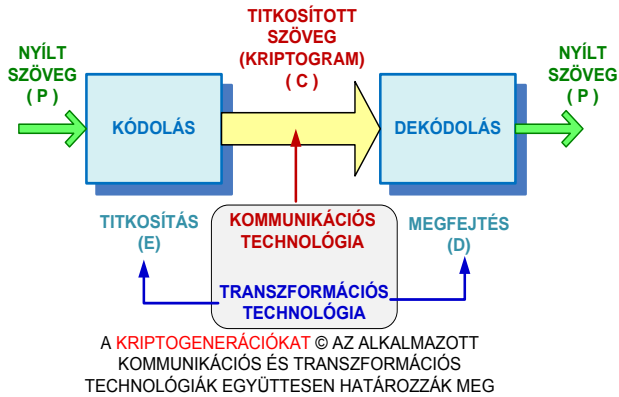 TITKOSÍTOTT
SZÖVEG
(KRIPTOGRAM)
( C )
NYÍLT
SZÖVEG
( P )
NYÍLT
SZÖVEG
( P )
KÓDOLÁS
DEKÓDOLÁS
TITKOSÍTÁS
(E)
KOMMUNIKÁCIÓS
TECHNOLÓGIA
MEGFEJTÉS
(D)
TRANSZFORMÁCIÓS
TECHNOLÓGIA
A KRIPTOGENERÁCIÓKAT © AZ ALKALMAZOTT
KOMMUNIKÁCIÓS ÉS TRANSZFORMÁCIÓS
TECHNOLÓGIÁK EGYÜTTESEN HATÁROZZÁK MEG